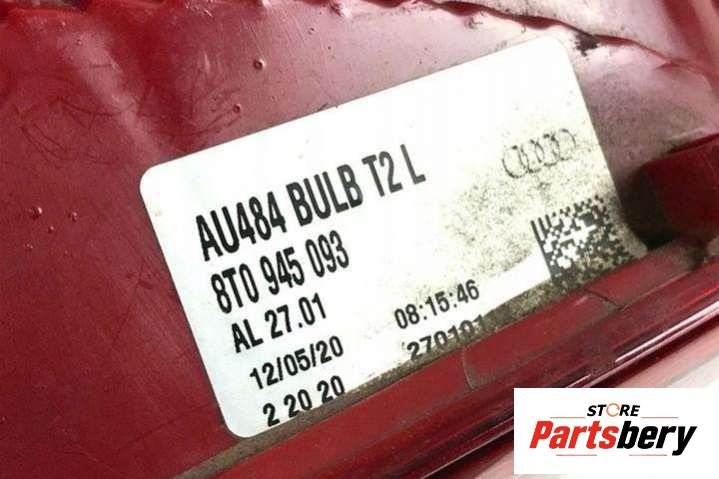 AU484 BULB T2 L
8T0 945 093
AL 27.01
12/05/20 08:15:46
2 20 20 270101
STORE
Partsbery